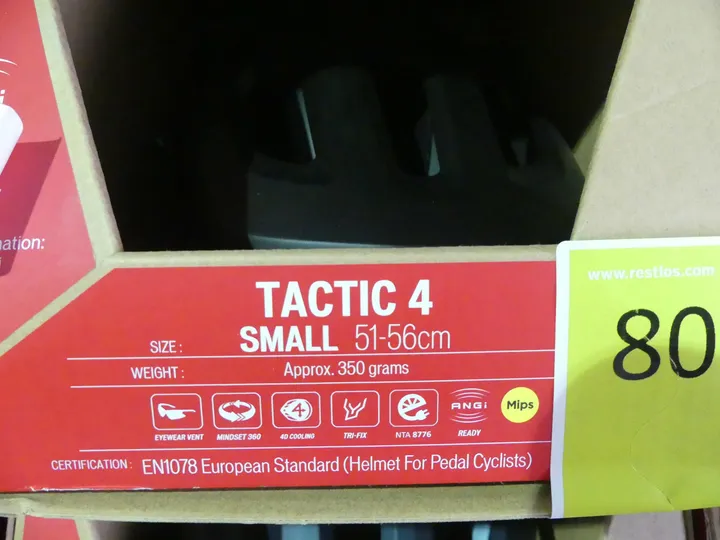 TACTIC 4
SIZE : SMALL 51-56cm
WEIGHT : Approx. 350 grams
EYEWEAR VENT
MINDSET 360
4
4D COOLING
TRI-FIX
NTA 8776
ANGi
READY
Mips
CERTIFICATION: EN1078 European Standard (Helmet For Pedal Cyclists)
www.restlos.com
80